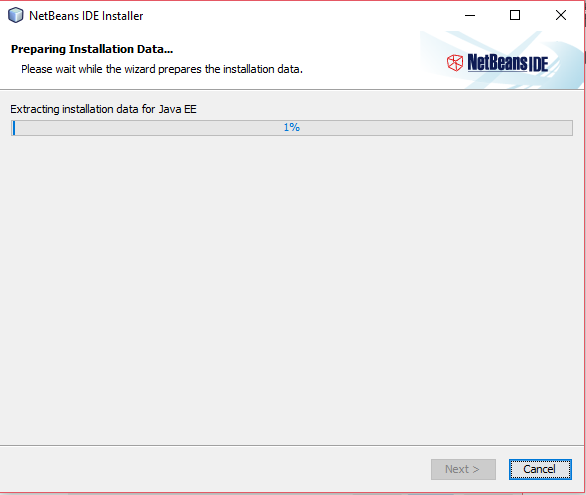 NetBeans IDE Installer
Preparing Installation Data...
Please wait while the wizard prepares the installation data.
NetBeans IDE
Extracting installation data for Java EE
1%
Next >
Cancel